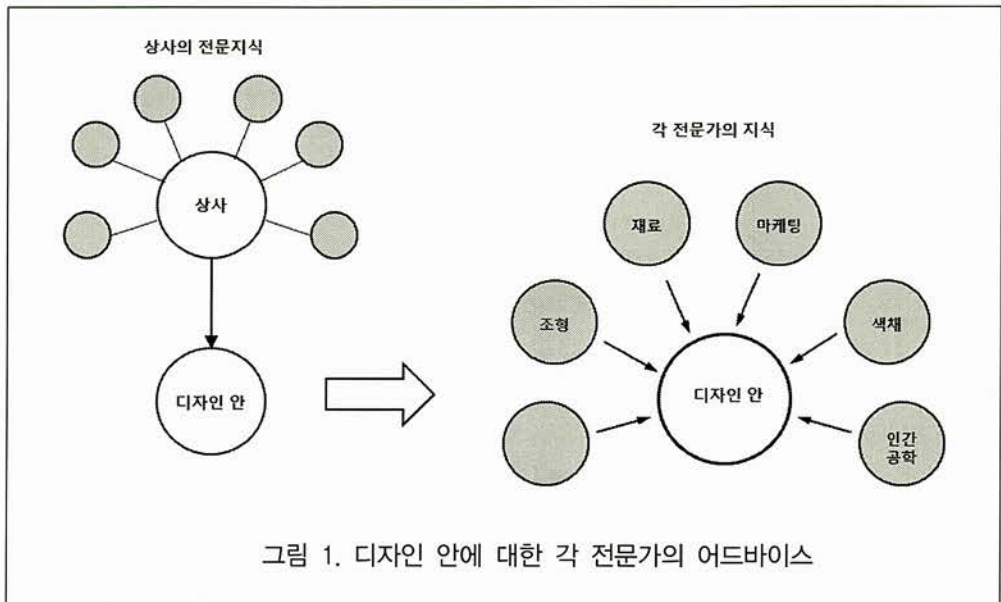 상사의 전문지식
상사
디자인 안
각 전문가의 지식
재료
마케팅
조형
색채
디자인 안
인간
공학
그림 1. 디자인 안에 대한 각 전문가의 어드바이스